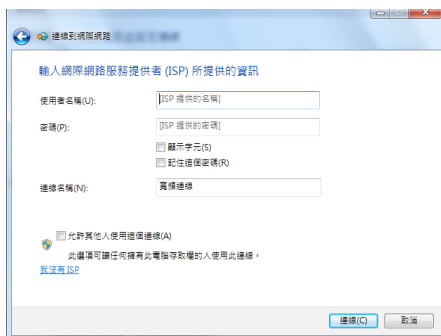 連線到網際網路
輸入網際網路服務提供者 (ISP) 所提供的資訊
使用者名稱(U):
[ISP 提供的名稱]
密碼(P):
[ISP 提供的密碼]
顯示字元(S)
記住這個密碼(R)
連線名稱(N):
寬頻連線
允許其他人使用這個連線(A)
此選項可讓任何擁有此電腦存取權的人使用此連線。
我沒有 ISP
連線(C)
取消